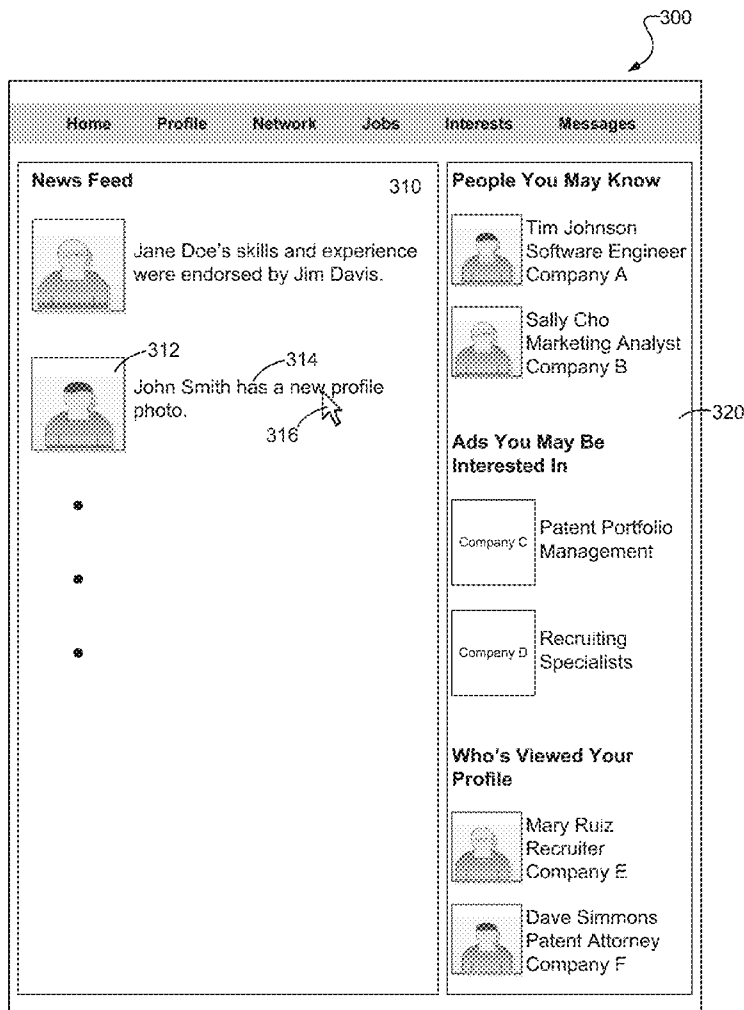 300
Home Profile Network Jobs Interests Messages
News Feed
310
Jane Doe's skills and experience
were endorsed by Jim Davis.
312
314
John Smith has a new profile
photo.
316
People You May Know
Tim Johnson
Software Engineer
Company A
Sally Cho
Marketing Analyst
Company B
320
Ads You May Be
Interested In
Company C
Patent Portfolio
Management
Company D
Recruiting
Specialists
Who's Viewed Your
Profile
Mary Ruiz
Recruiter
Company E
Dave Simmons
Patent Attorney
Company F